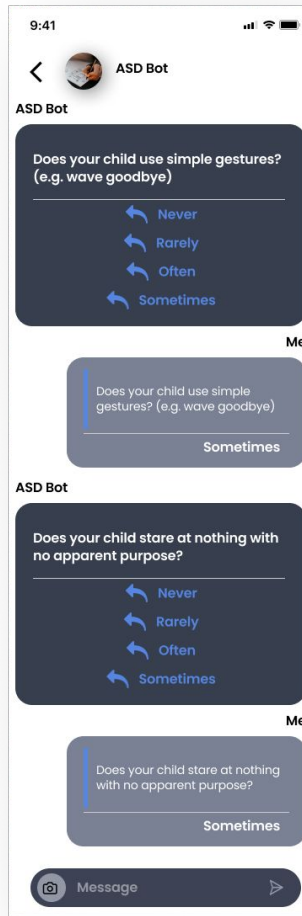 9:41
ASD Bot
ASD Bot
Does your child use simple gestures?
(e.g. wave goodbye)
Never
Rarely
Often
Sometimes
Me
Does your child use simple
gestures? (e.g. wave goodbye)
Sometimes
ASD Bot
Does your child stare at nothing with
no apparent purpose?
Never
Rarely
Often
Sometimes
Me
Does your child stare at nothing
with no apparent purpose?
Sometimes
Message